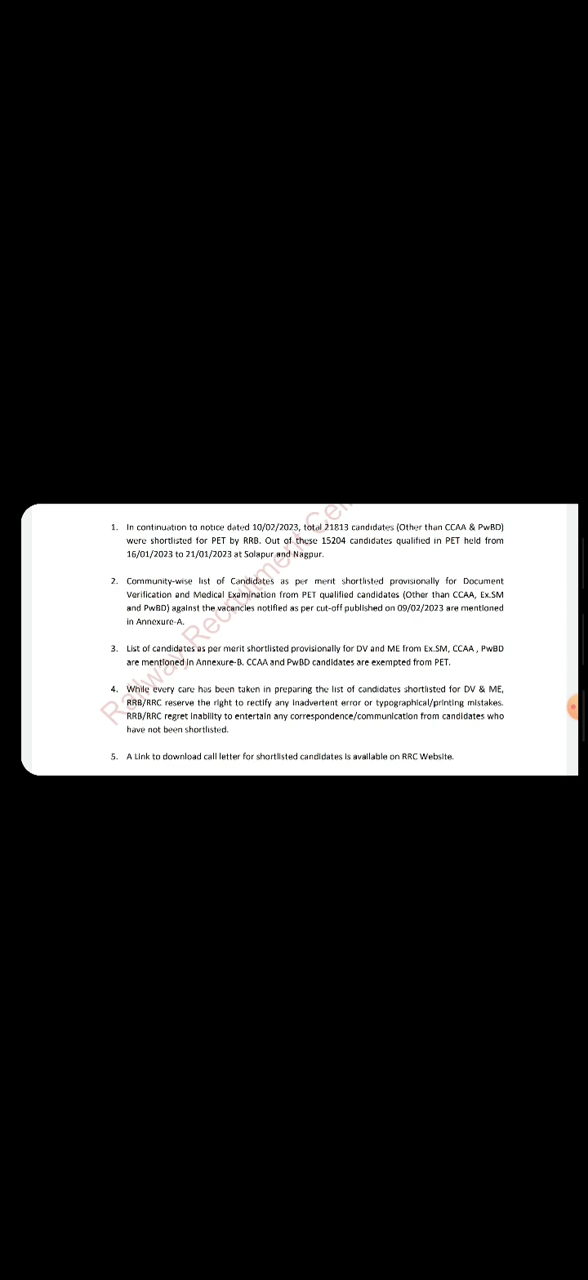 1. In continuation to notice dated 10/02/2023, total 21813 candidates (Other than CCAA & PwBD)
were shortlisted for PET by RRB. Out of these 15204 candidates qualified in PET held from
16/01/2023 to 21/01/2023 at Solapur and Nagpur.
2. Community-wise list of Candidates as per merit shortlisted provisionally for Document
Verification and Medical Examination from PET qualified candidates (Other than CCAA, Ex.SM
and PwBD) against the vacancies notified as per cut-off published on 09/02/2023 are mentioned
in Annexure-A.
3. List of candidates as per merit shortlisted provisionally for DV and ME from Ex.SM, CCAA , PwBD
are mentioned in Annexure-B. CCAA and PwBD candidates are exempted from PET.
4. While every care has been taken in preparing the list of candidates shortlisted for DV & ME,
RRB/RRC reserve the right to rectify any inadvertent error or typographical/printing mistakes.
RRB/RRC regret inability to entertain any correspondence/communication from candidates who
have not been shortlisted.
5. A Link to download call letter for shortlisted candidates is available on RRC Website.
Railway Recruitment Cel